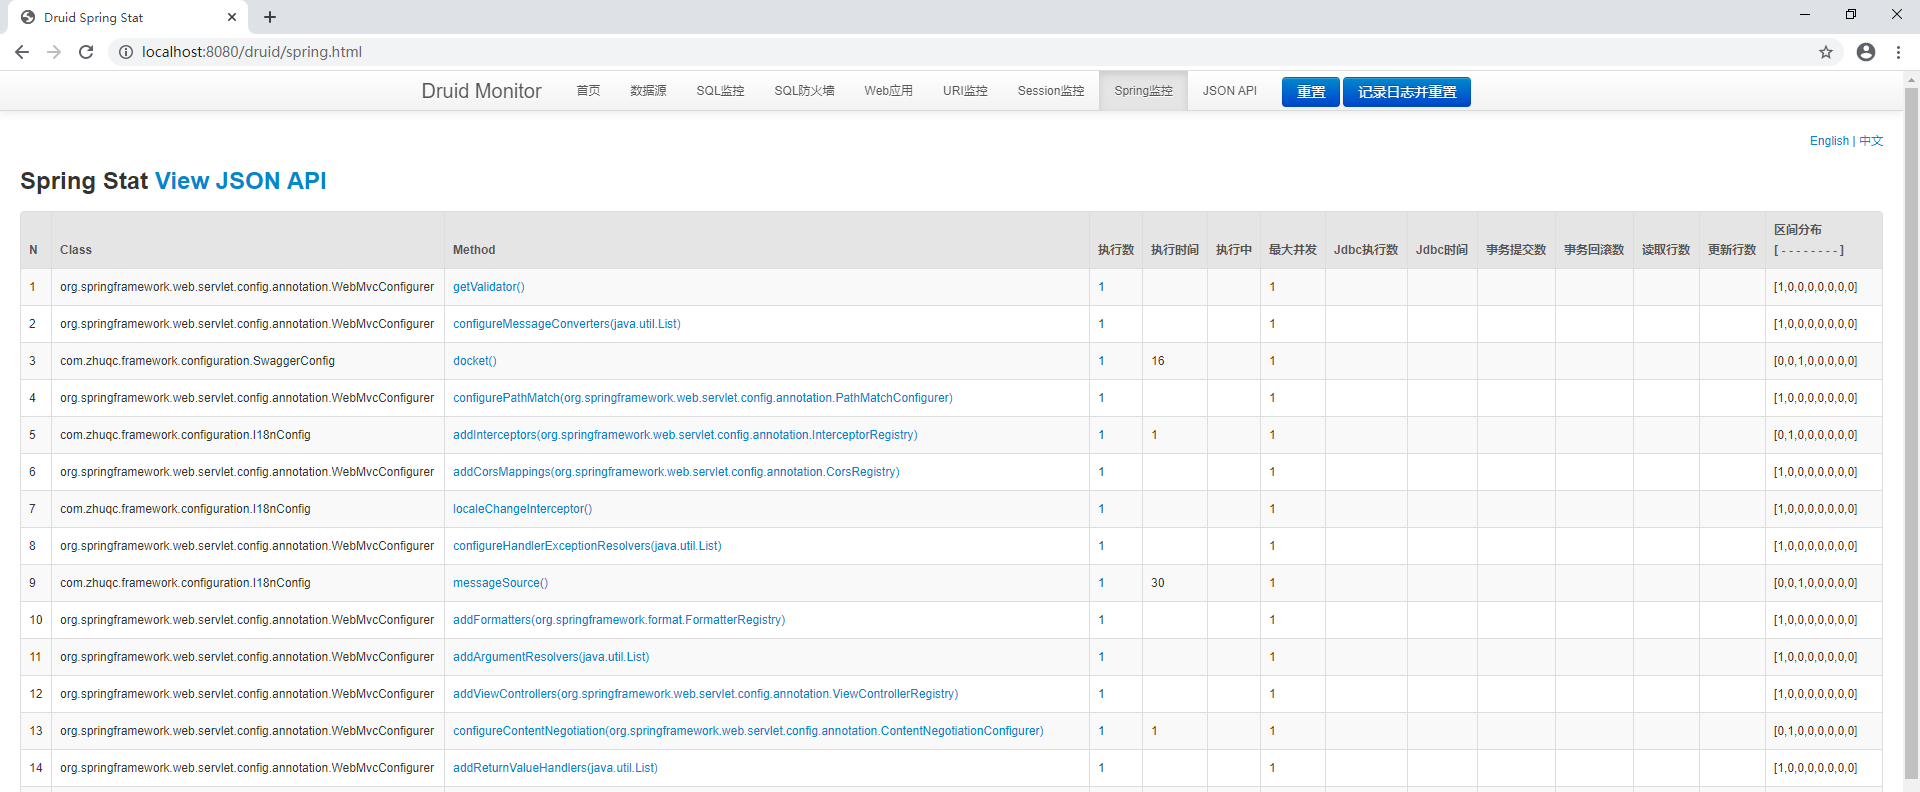 Druid Spring Stat
localhost:8080/druid/spring.html
Druid Monitor 首页 数据源 SQL监控 SQL防火墙 Web应用 URI监控 Session监控 Spring监控 JSON API 重置 记录日志并重置
English | 中文
Spring Stat View JSON API
N Class Method 执行数 执行时间 执行中 最大并发 Jdbc执行数 Jdbc时间 事务提交数 事务回滚数 读取行数 更新行数 区间分布
[ - - - - - - - - ]
1 org.springframework.web.servlet.config.annotation.WebMvcConfigurer getValidator() 1 1 [1,0,0,0,0,0,0,0]
2 org.springframework.web.servlet.config.annotation.WebMvcConfigurer configureMessageConverters(java.util.List) 1 1 [1,0,0,0,0,0,0,0]
3 com.zhuqc.framework.configuration.SwaggerConfig docket() 1 16 1 [0,0,1,0,0,0,0,0]
4 org.springframework.web.servlet.config.annotation.WebMvcConfigurer configurePathMatch(org.springframework.web.servlet.config.annotation.PathMatchConfigurer) 1 1 [1,0,0,0,0,0,0,0]
5 com.zhuqc.framework.configuration.I18nConfig addInterceptors(org.springframework.web.servlet.config.annotation.InterceptorRegistry) 1 1 1 [0,1,0,0,0,0,0,0]
6 org.springframework.web.servlet.config.annotation.WebMvcConfigurer addCorsMappings(org.springframework.web.servlet.config.annotation.CorsRegistry) 1 1 [1,0,0,0,0,0,0,0]
7 com.zhuqc.framework.configuration.I18nConfig localeChangeInterceptor() 1 1 [1,0,0,0,0,0,0,0]
8 org.springframework.web.servlet.config.annotation.WebMvcConfigurer configureHandlerExceptionResolvers(java.util.List) 1 1 [1,0,0,0,0,0,0,0]
9 com.zhuqc.framework.configuration.I18nConfig messageSource() 1 30 1 [0,0,1,0,0,0,0,0]
10 org.springframework.web.servlet.config.annotation.WebMvcConfigurer addFormatters(org.springframework.format.FormatterRegistry) 1 1 [1,0,0,0,0,0,0,0]
11 org.springframework.web.servlet.config.annotation.WebMvcConfigurer addArgumentResolvers(java.util.List) 1 1 [1,0,0,0,0,0,0,0]
12 org.springframework.web.servlet.config.annotation.WebMvcConfigurer addViewControllers(org.springframework.web.servlet.config.annotation.ViewControllerRegistry) 1 1 [1,0,0,0,0,0,0,0]
13 org.springframework.web.servlet.config.annotation.WebMvcConfigurer configureContentNegotiation(org.springframework.web.servlet.config.annotation.ContentNegotiationConfigurer) 1 1 1 [0,1,0,0,0,0,0,0]
14 org.springframework.web.servlet.config.annotation.WebMvcConfigurer addReturnValueHandlers(java.util.List) 1 1 [1,0,0,0,0,0,0,0]